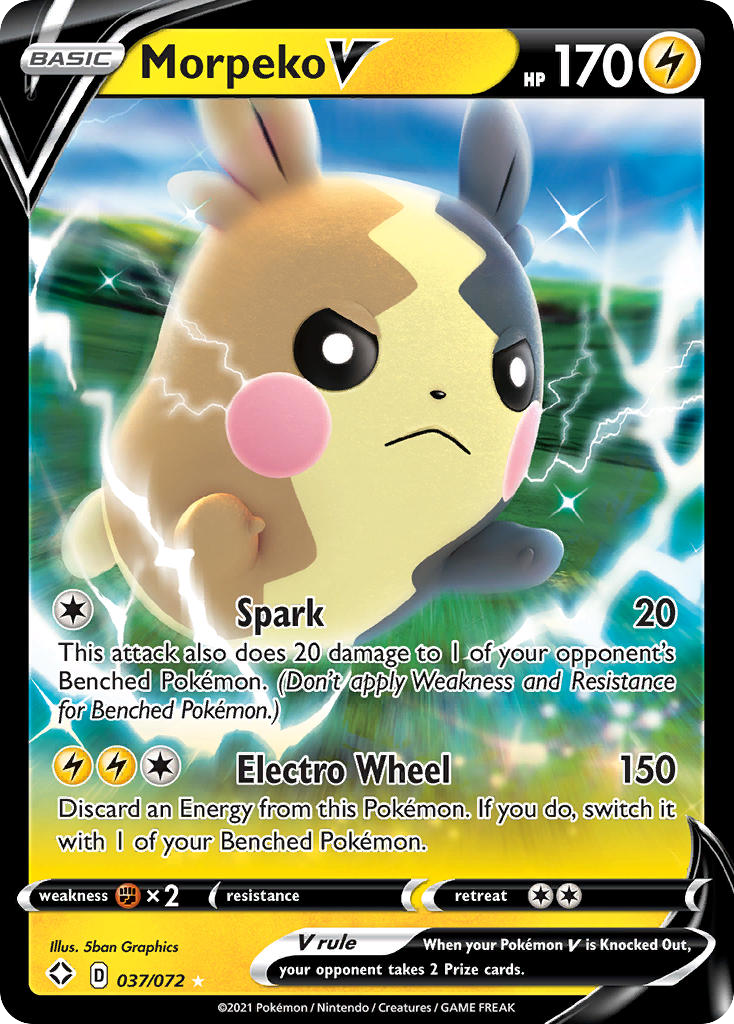 BASIC Morpeko V HP 170
Spark 20
This attack also does 20 damage to 1 of your opponent's
Benched Pokémon. (Don't apply Weakness and Resistance
for Benched Pokémon.)
Electro Wheel 150
Discard an Energy from this Pokémon. If you do, switch it
with 1 of your Benched Pokémon.
weakness ×2 resistance retreat
Illus. 5ban Graphics
D 037/072
V rule When your Pokémon V is Knocked Out,
your opponent takes 2 Prize cards.
©2021 Pokémon / Nintendo / Creatures / GAME FREAK